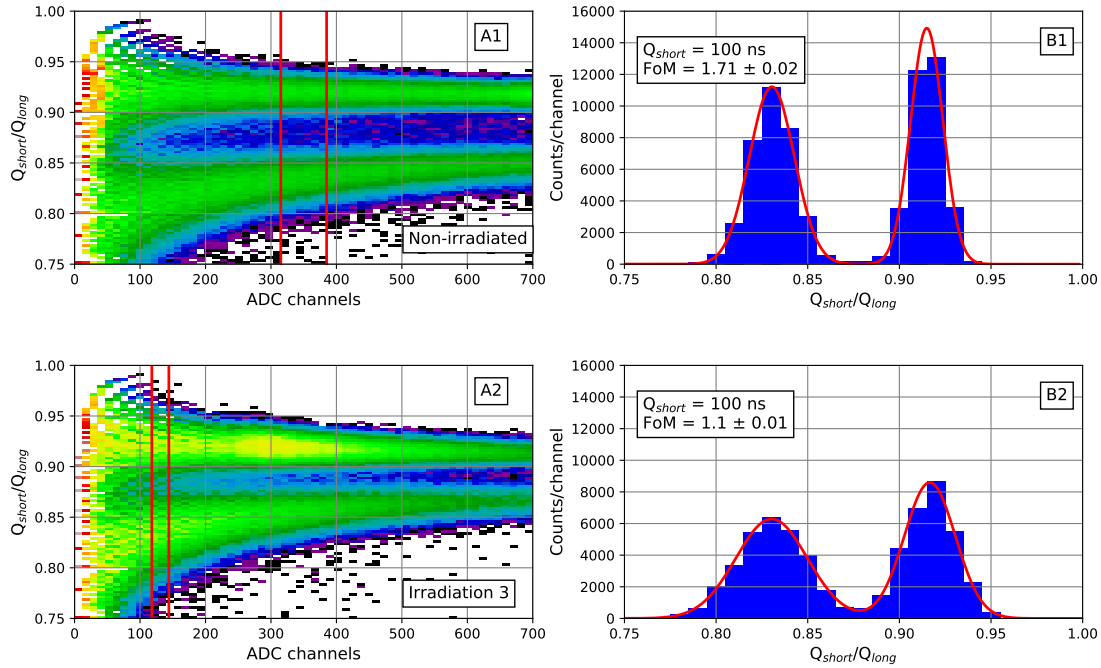 1.00
0.95
0.90
0.85
0.80
0.75
Q_short/Q_long
A1
Non-irradiated
0 100 200 300 400 500 600 700
ADC channels
16000
14000
12000
10000
8000
6000
4000
2000
0
Counts/channel
Q_short = 100 ns
FoM = 1.71 ± 0.02
B1
0.75 0.80 0.85 0.90 0.95 1.00
Q_short/Q_long
1.00
0.95
0.90
0.85
0.80
0.75
Q_short/Q_long
A2
Irradiation 3
0 100 200 300 400 500 600 700
ADC channels
16000
14000
12000
10000
8000
6000
4000
2000
0
Counts/channel
Q_short = 100 ns
FoM = 1.1 ± 0.01
B2
0.75 0.80 0.85 0.90 0.95 1.00
Q_short/Q_long